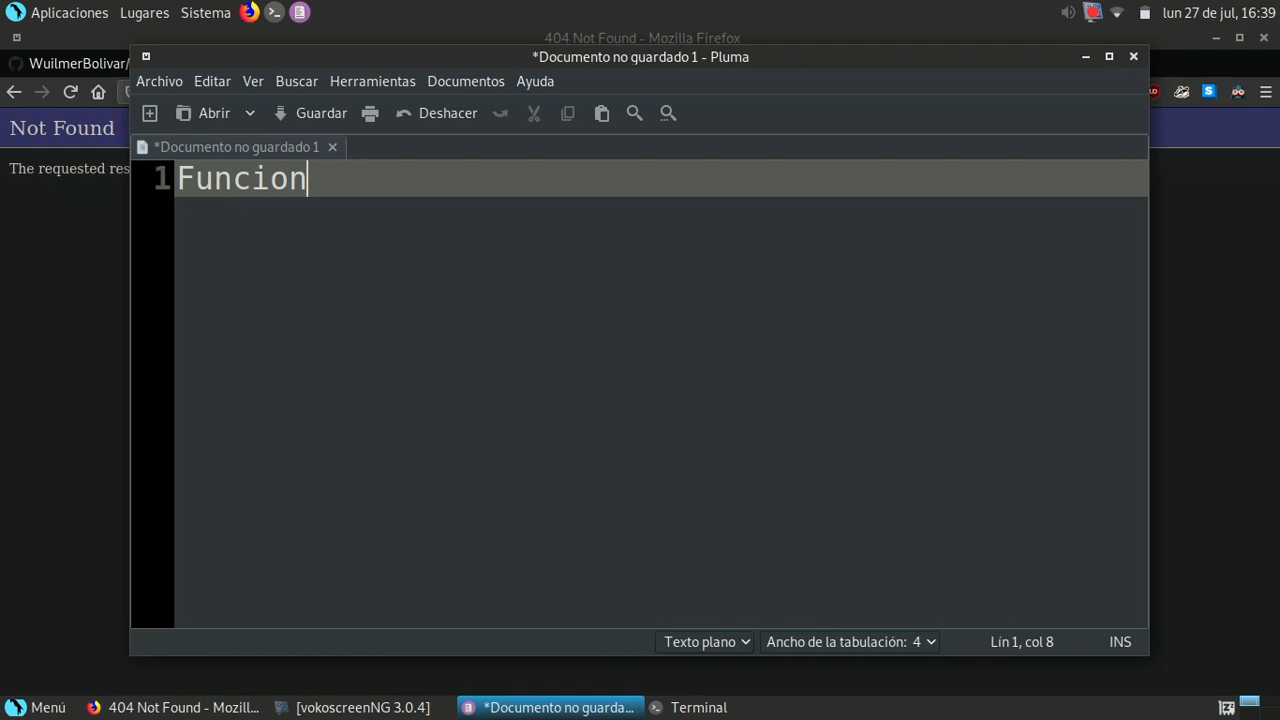 Aplicaciones Lugares Sistema lun 27 de jul, 16:39
404 Not Found - Mozilla Firefox
WuilmerBolivar/
*Documento no guardado 1 - Pluma
Archivo Editar Ver Buscar Herramientas Documentos Ayuda
Abrir Guardar Deshacer
Not Found
*Documento no guardado 1
The requested res
1 Funcion
Texto plano Ancho de la tabulación: 4 Lín 1, col 8 INS
Menú 404 Not Found - Mozill... [vokoscreenNG 3.0.4] *Documento no guarda... Terminal